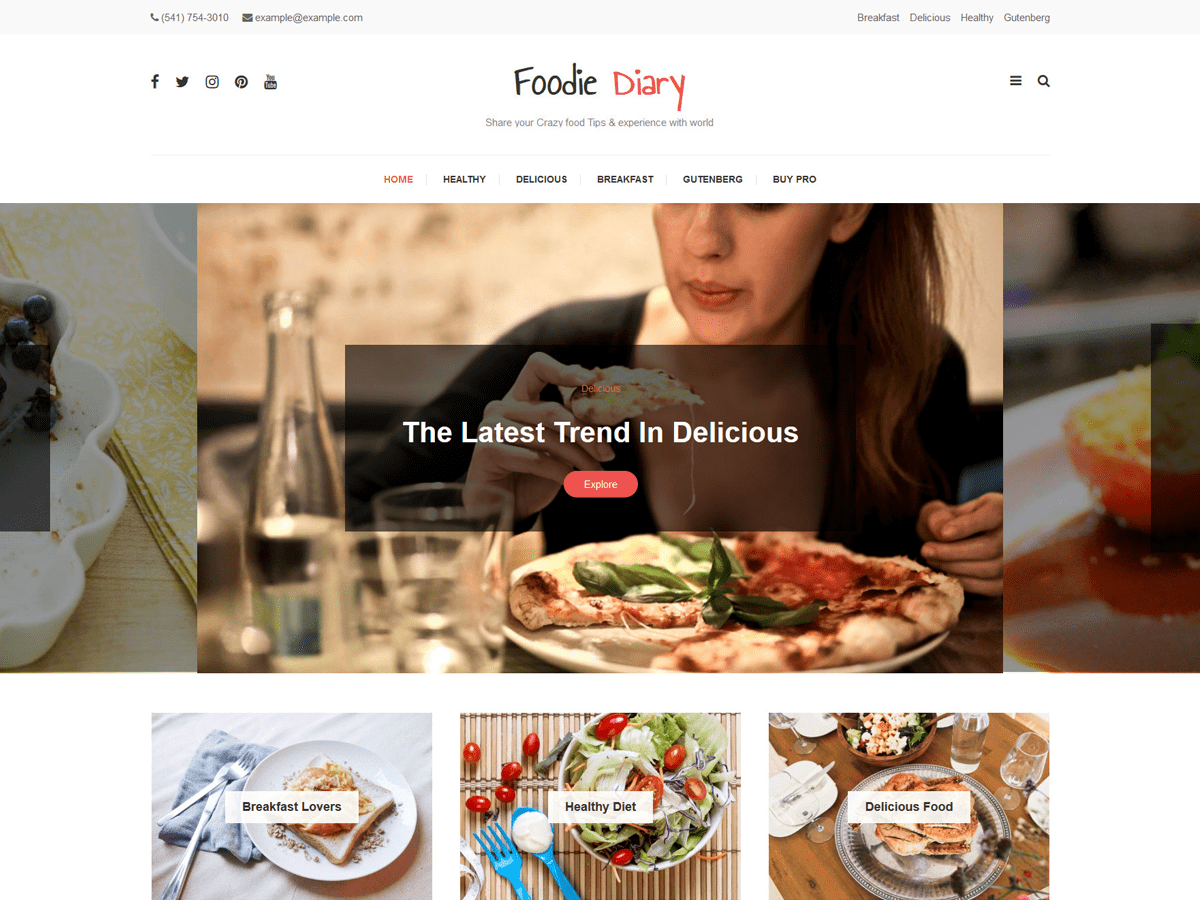 (541) 754-3010 example@example.com Breakfast Delicious Healthy Gutenberg
Foodie Diary
Share your Crazy food Tips & experience with world
HOME HEALTHY DELICIOUS BREAKFAST GUTENBERG BUY PRO
Delicious
The Latest Trend In Delicious
Explore
Breakfast Lovers Healthy Diet Delicious Food